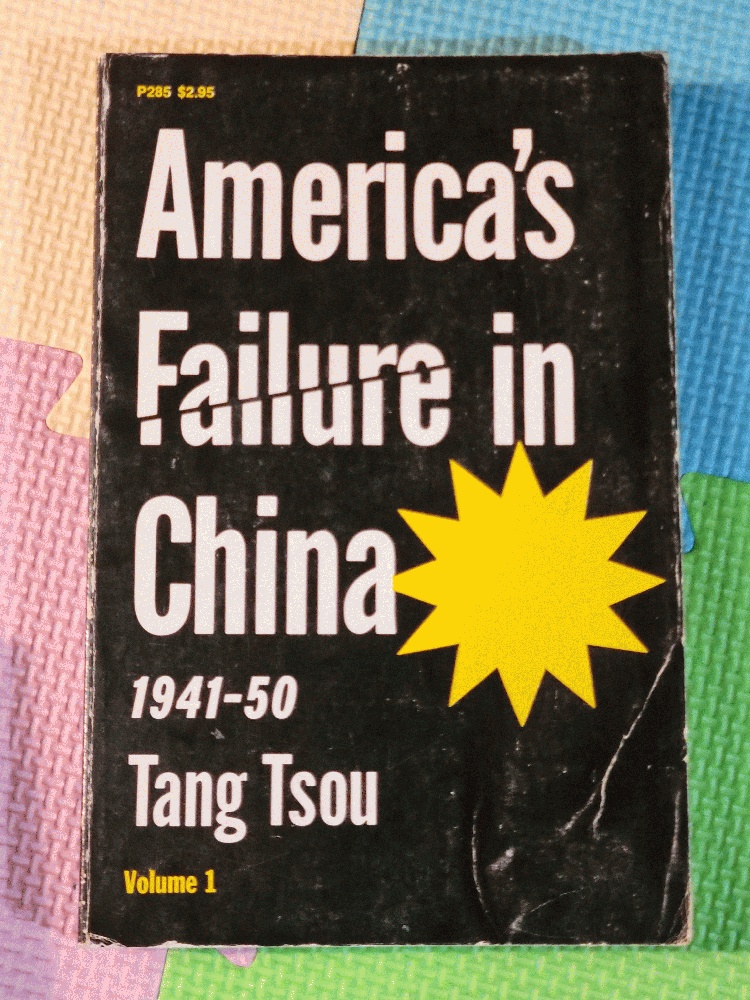 P285 $2.95
America's
Failure in
China
1941-50
Tang Tsou
Volume 1